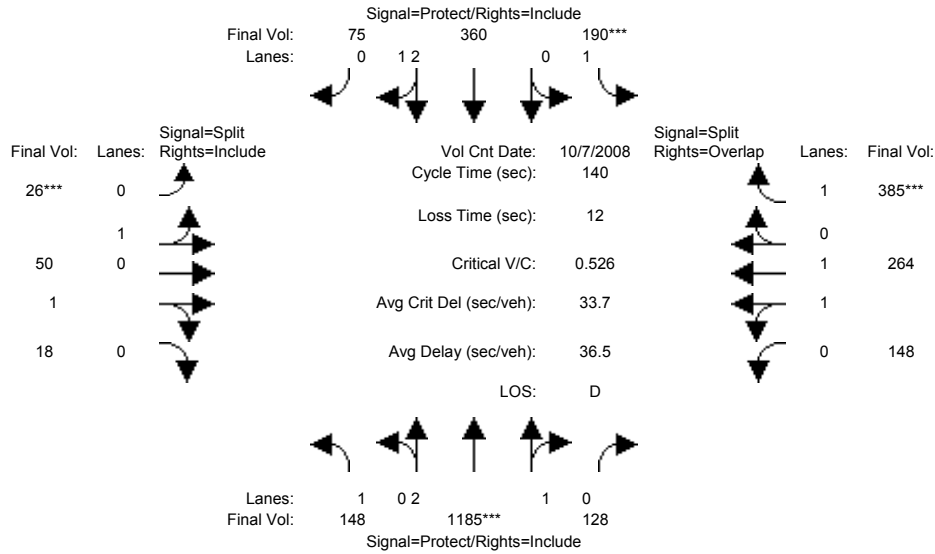 Signal=Protect/Rights=Include
Final Vol: 75 360 190***
Lanes: 0 1 2 0 1
Signal=Split Signal=Split
Final Vol: Lanes: Rights=Include Vol Cnt Date: 10/7/2008 Rights=Overlap Lanes: Final Vol:
Cycle Time (sec): 140
26*** 0 1 385***
Loss Time (sec): 12
1 0
50 0 Critical V/C: 0.526 1 264
1 0 Avg Crit Del (sec/veh): 33.7 1
18 0 Avg Delay (sec/veh): 36.5 0 148
LOS: D
Lanes: 1 0 2 1 0
Final Vol: 148 1185*** 128
Signal=Protect/Rights=Include